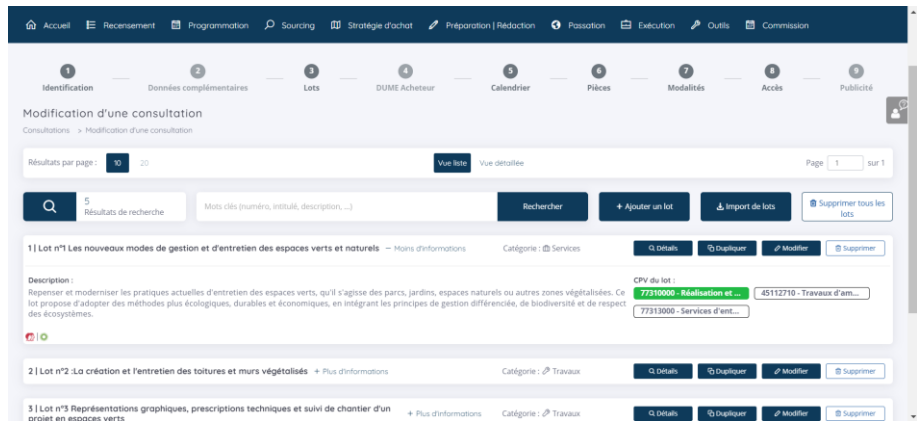 Accueil Recensement Programmation Sourcing Stratégie d'achat Préparation | Rédaction Passation Exécution Outils Commission
1 2 3 4 5 6 7 8 9
Identification Données complémentaires Lots DUME Acheteur Calendrier Pièces Modalités Accès Publicité
Modification d'une consultation
Consultations > Modification d'une consultation
Résultats par page : 10 20 Vue liste Vue détaillée Page 1 sur 1
5
Résultats de recherche
Mots clés (numéro, intitulé, description, ...) Rechercher + Ajouter un lot Import de lots Supprimer tous les
lots
1 | Lot n°1 Les nouveaux modes de gestion et d'entretien des espaces verts et naturels − Moins d'informations Catégorie : Services Détails Dupliquer Modifier Supprimer
Description :
Repenser et moderniser les pratiques actuelles d'entretien des espaces verts, qu'il s'agisse des parcs, jardins, espaces naturels ou autres zones végétalisées. Ce
lot propose d'adopter des méthodes plus écologiques, durables et économiques, en intégrant les principes de gestion différenciée, de biodiversité et de respect
des écosystèmes.
CPV du lot :
77310000 - Réalisation et ... 45112710 - Travaux d'am...
77313000 - Services d'ent...
2 | Lot n°2 :La création et l'entretien des toitures et murs végétalisés + Plus d'informations Catégorie : Travaux Détails Dupliquer Modifier Supprimer
3 | Lot n°3 Représentations graphiques, prescriptions techniques et suivi de chantier d'un
projet en espaces verts
+ Plus d'informations Catégorie : Travaux Détails Dupliquer Modifier Supprimer